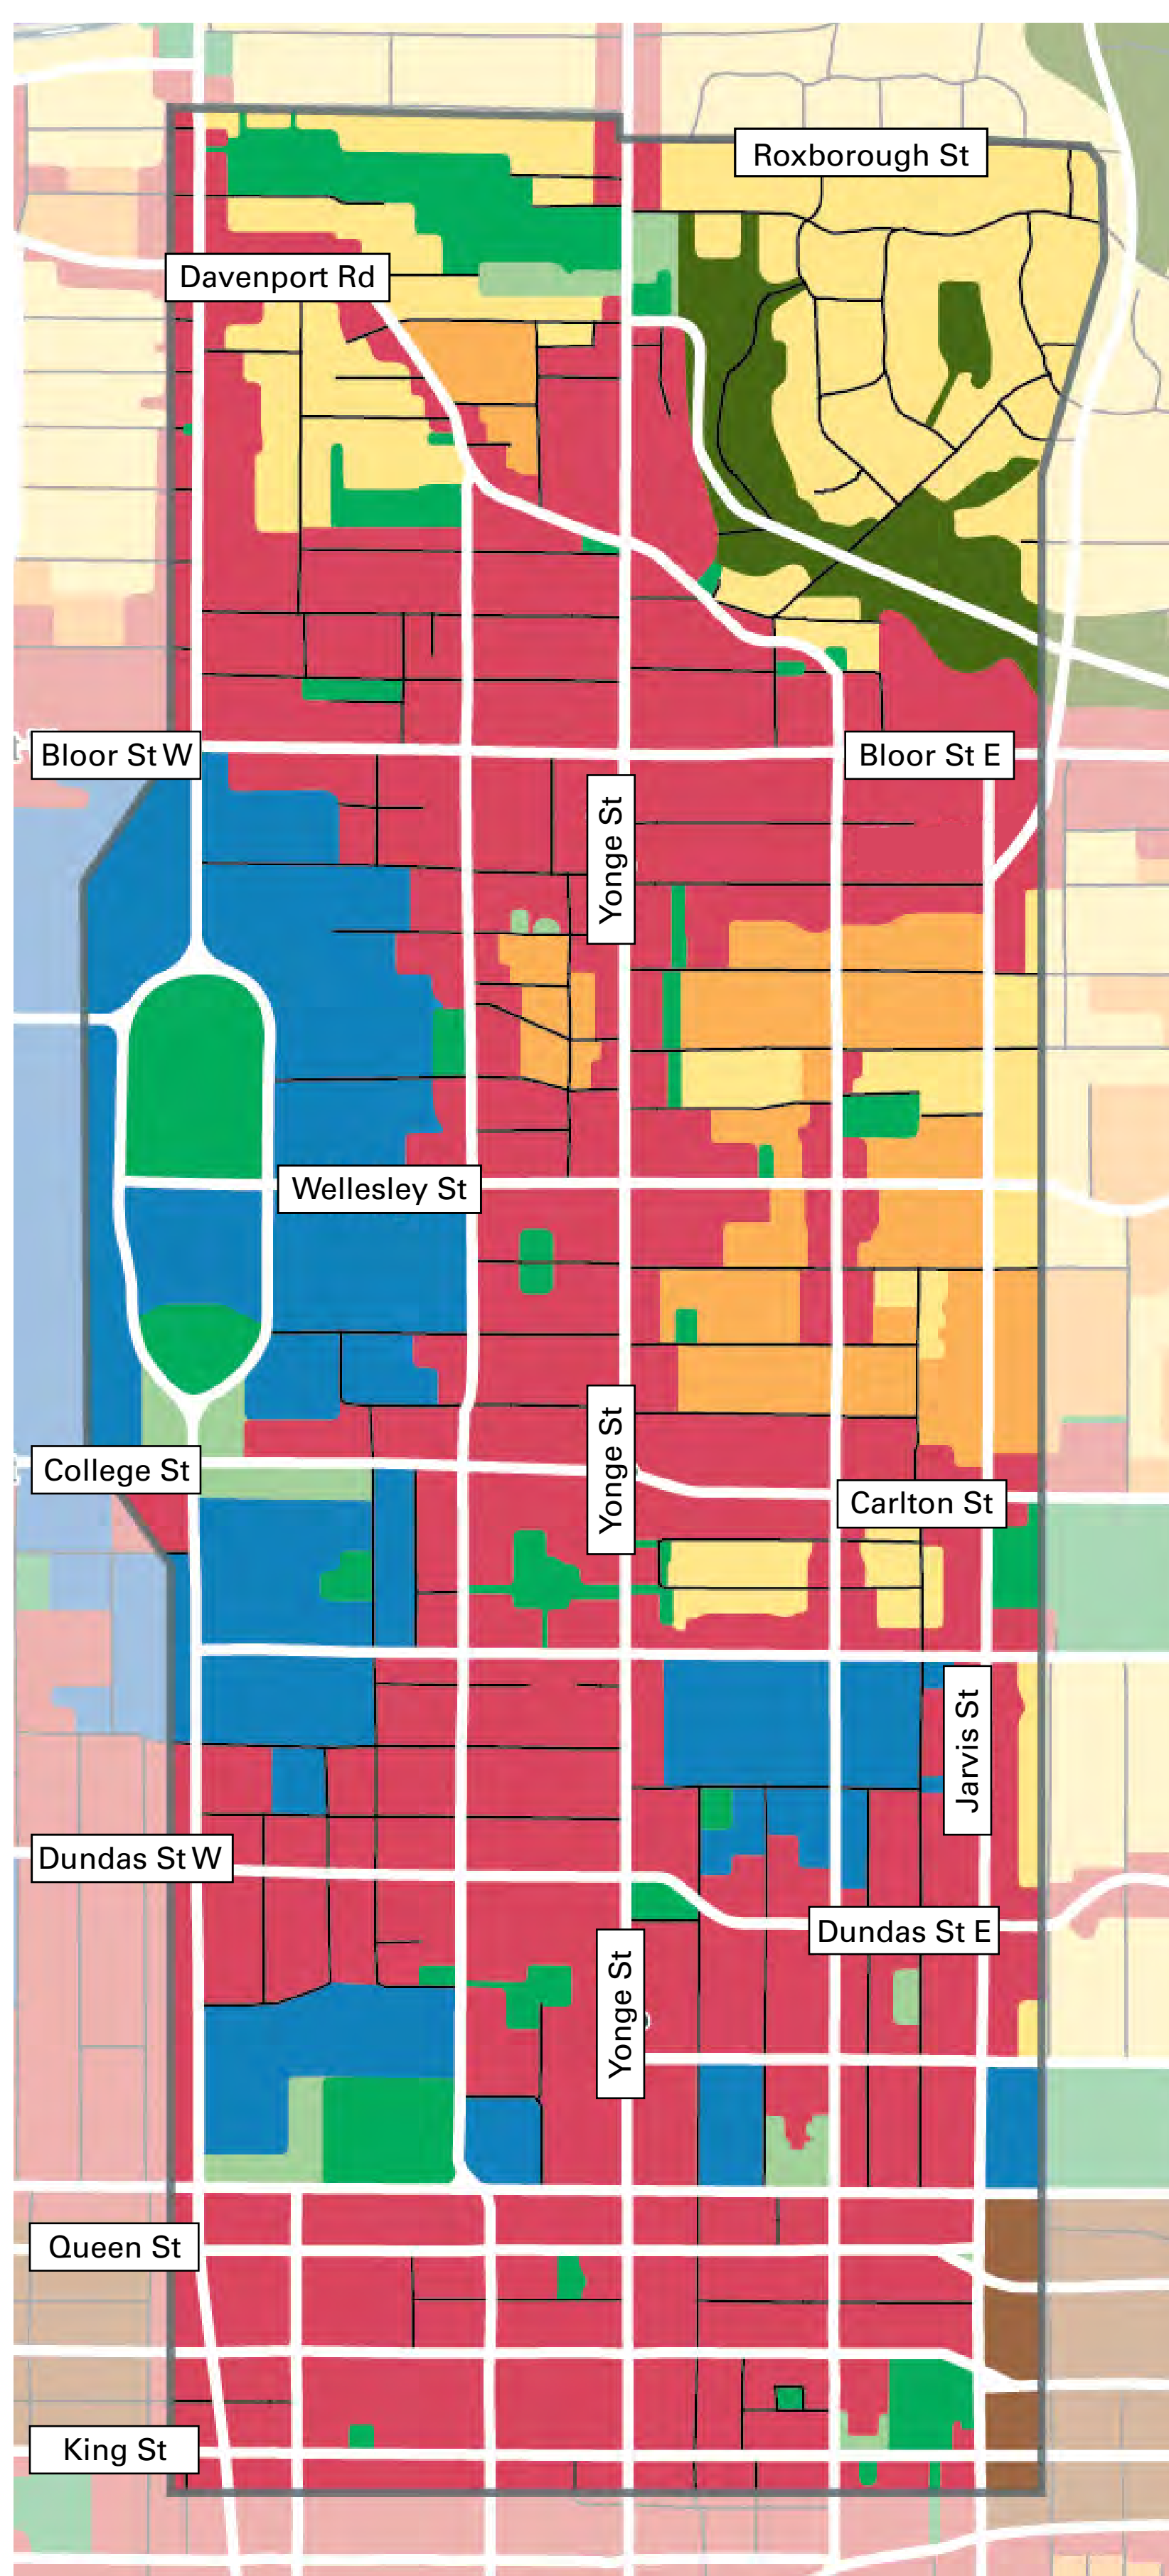 Roxborough St
Davenport Rd
Bloor St W
Bloor St E
Yonge St
Wellesley St
Yonge St
College St
Carlton St
Jarvis St
Dundas St W
Dundas St E
Yonge St
Queen St
King St